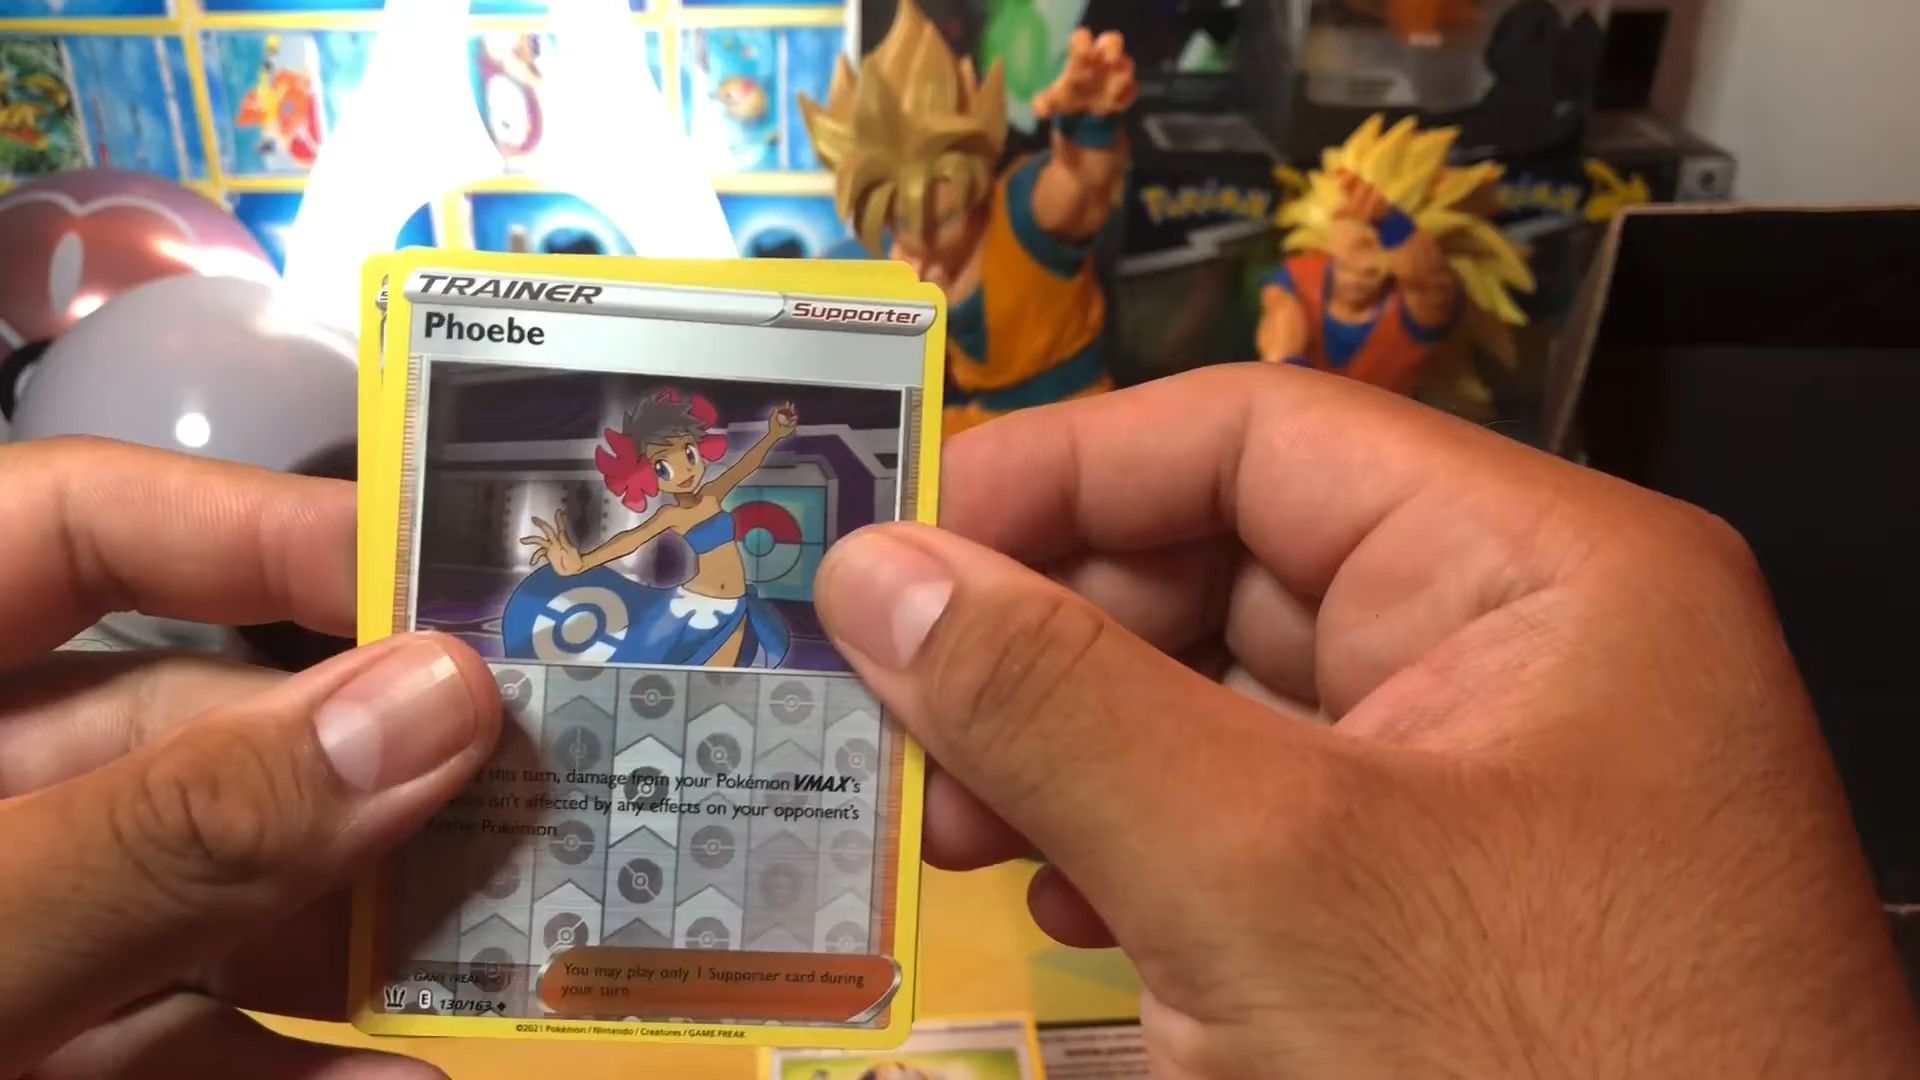 Pokémon
TRAINER
Supporter
Phoebe
this turn, damage from your Pokémon VMAX's
isn't affected by any effects on your opponent's
Pokémon.
You may play only 1 Supporter card during
your turn.
E 130/163
©2021 Pokémon / Nintendo / Creatures / GAME FREAK